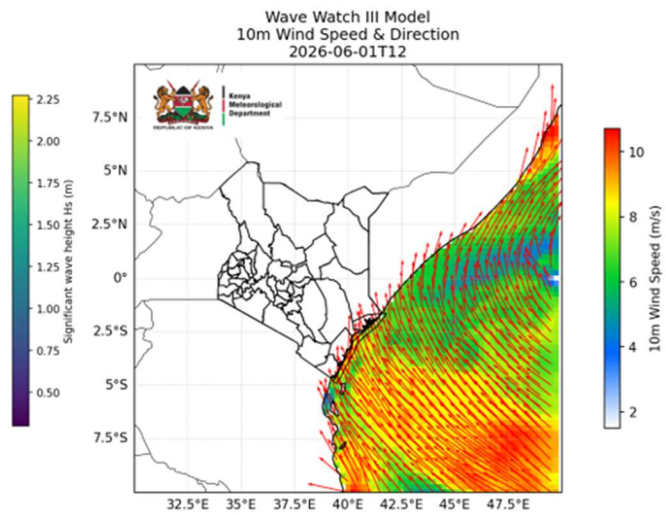 Wave Watch III Model
10m Wind Speed & Direction
2026-06-01T12
REPUBLIC OF KENYA
Kenya
Meteorological
Department
2.25
2.00
1.75
1.50
1.25
1.00
0.75
0.50
Significant wave height Hs (m)
7.5°N
5°N
2.5°N
0°
2.5°S
5°S
7.5°S
32.5°E
35°E
37.5°E
40°E
42.5°E
45°E
47.5°E
10
8
6
4
2
10m Wind Speed (m/s)